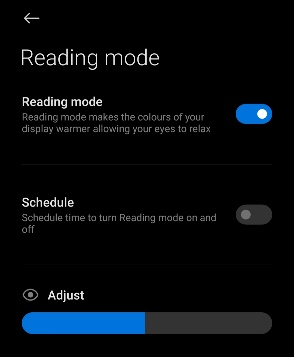 Reading mode
Reading mode
Reading mode makes the colours of your
display warmer allowing your eyes to relax
Schedule
Schedule time to turn Reading mode on and
off
Adjust